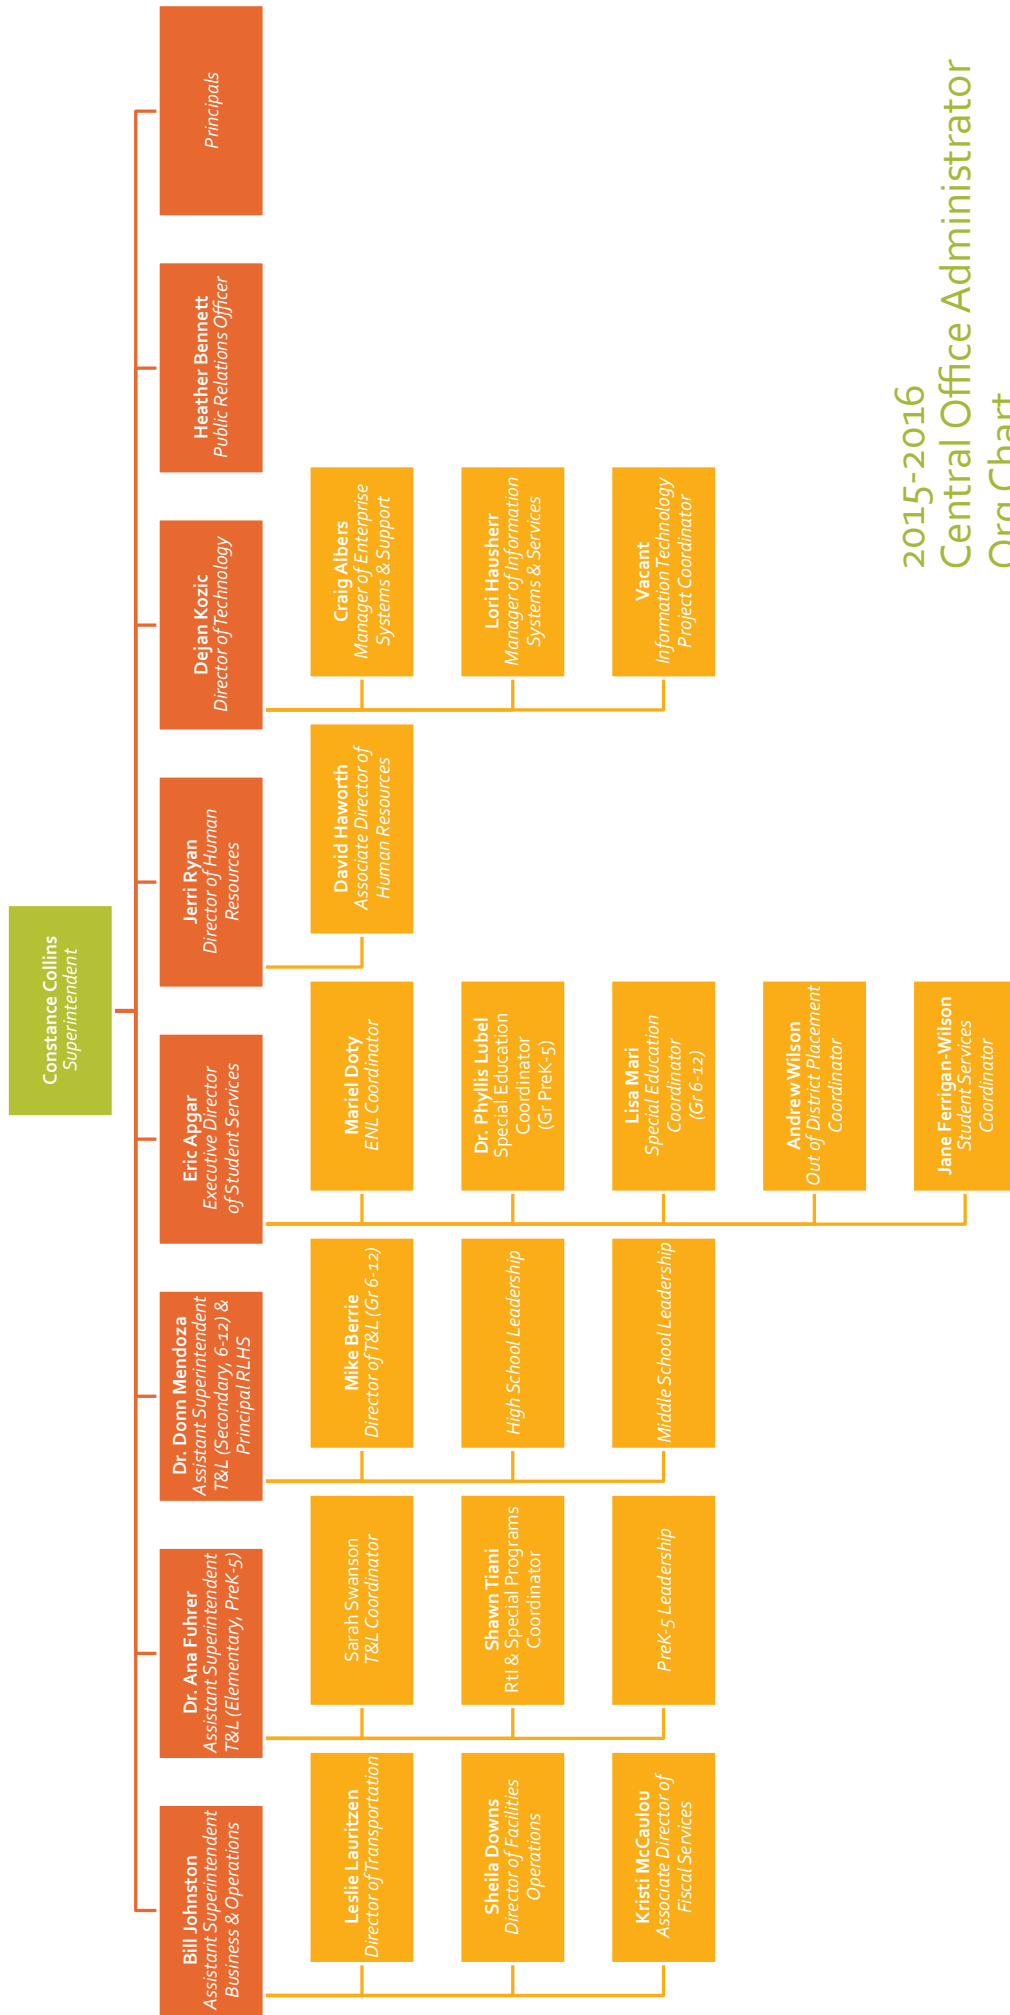 Constance Collins
Superintendent
Bill Johnston
Assistant Superintendent
Business & Operations
Leslie Lauritzen
Director of Transportation
Sheila Downs
Director of Facilities
Operations
Kristi McCaulou
Associate Director of
Fiscal Services
Dr. Ana Fuhrer
Assistant Superintendent
T&L (Elementary, PreK-5)
Sarah Swanson
T&L Coordinator
Shawn Tiani
RtI & Special Programs
Coordinator
PreK-5 Leadership
Dr. Donn Mendoza
Assistant Superintendent
T&L (Secondary, 6-12) &
Principal RLHS
Mike Berrie
Director of T&L (Gr 6-12)
High School Leadership
Middle School Leadership
Eric Apgar
Executive Director
of Student Services
Mariel Doty
ENL Coordinator
Dr. Phyllis Lubel
Special Education
Coordinator
(Gr PreK-5)
Lisa Mari
Special Education
Coordinator
(Gr 6-12)
Andrew Wilson
Out of District Placement
Coordinator
Jane Ferrigan-Wilson
Student Services
Coordinator
Jerri Ryan
Director of Human
Resources
David Haworth
Associate Director of
Human Resources
Dejan Kozic
Director of Technology
Craig Albers
Manager of Enterprise
Systems & Support
Lori Hausherr
Manager of Information
Systems & Services
Vacant
Information Technology
Project Coordinator
Heather Bennett
Public Relations Officer
Principals
2015-2016
Central Office Administrator
Org Chart